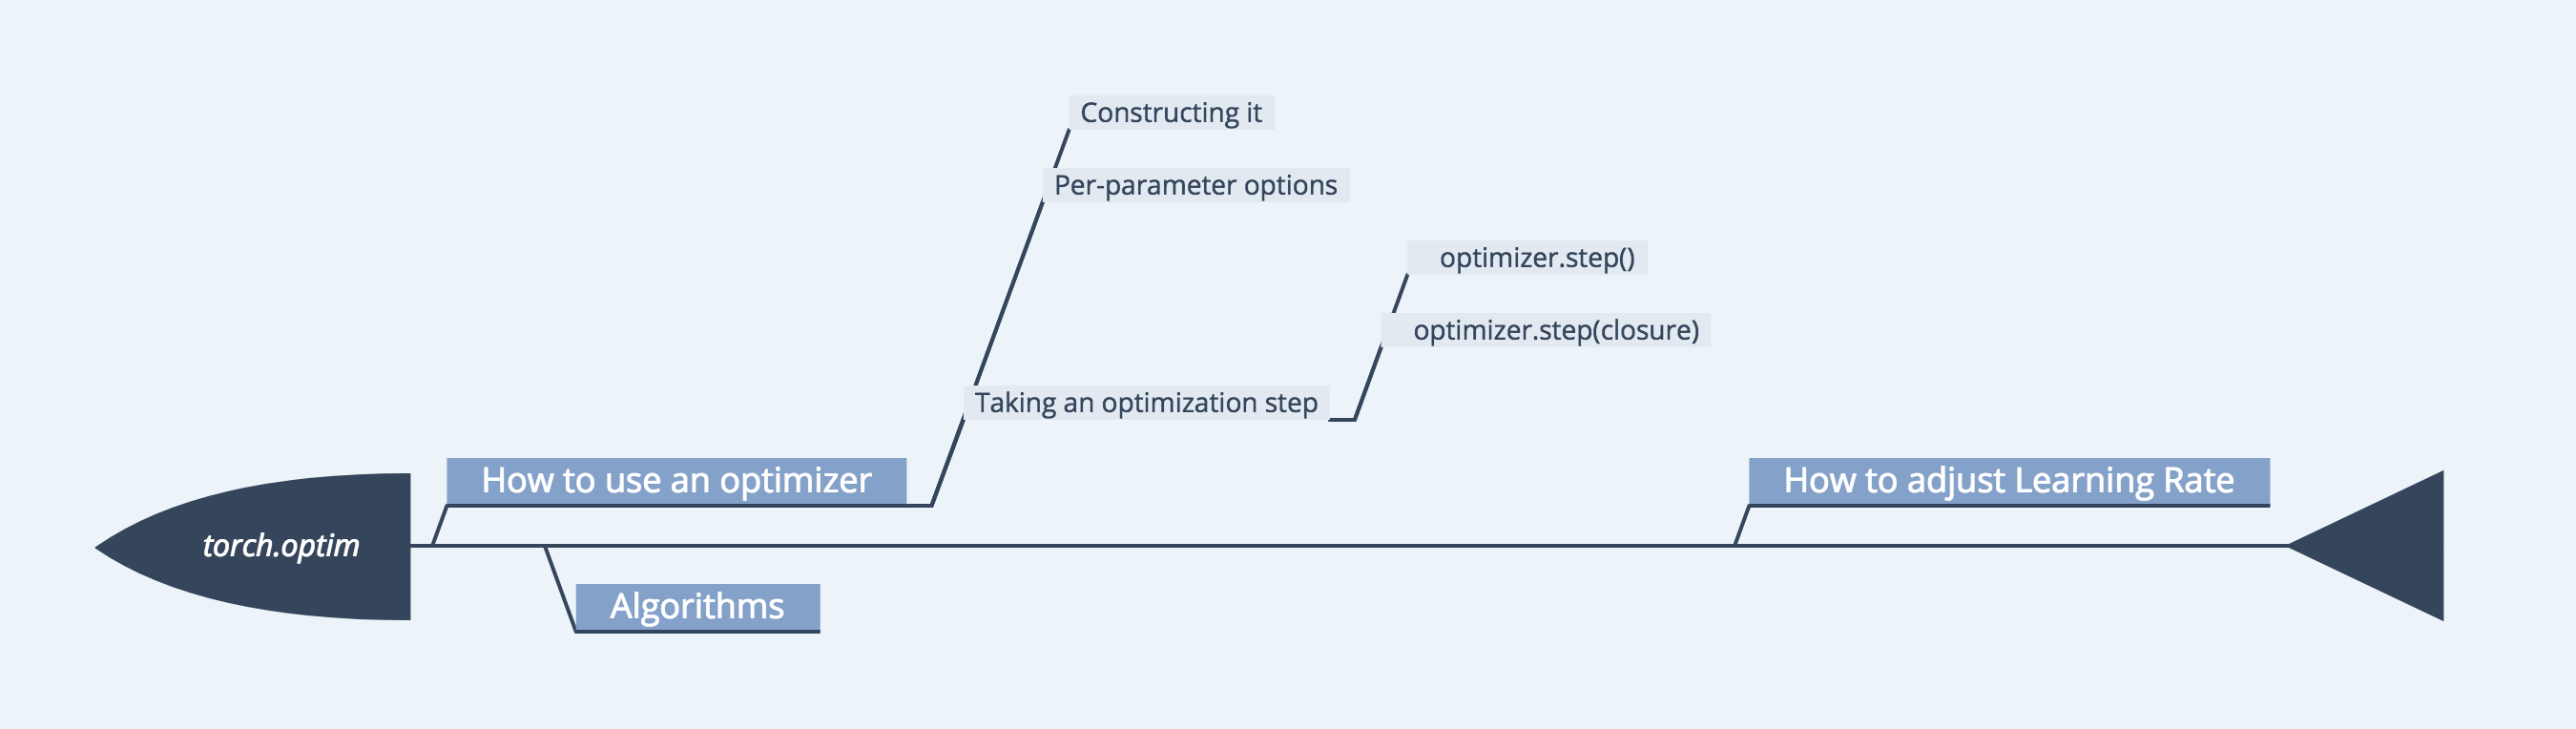 torch.optim
How to use an optimizer
Constructing it
Per-parameter options
Taking an optimization step
optimizer.step()
optimizer.step(closure)
Algorithms
How to adjust Learning Rate